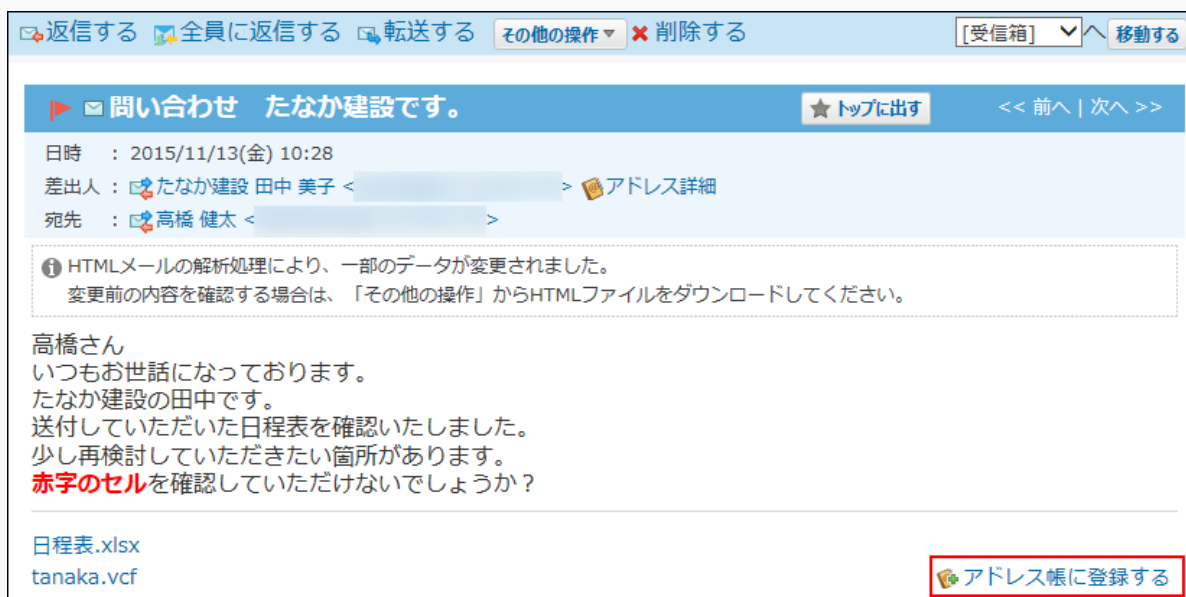 返信する 全員に返信する 転送する その他の操作▼ 削除する [受信箱] へ 移動する
問い合わせ　たなか建設です。 トップに出す << 前へ | 次へ >>
日時 : 2015/11/13(金) 10:28
差出人 : たなか建設 田中 美子 < > アドレス詳細
宛先 : 高橋 健太 < >
HTMLメールの解析処理により、一部のデータが変更されました。
変更前の内容を確認する場合は、「その他の操作」からHTMLファイルをダウンロードしてください。
高橋さん
いつもお世話になっております。
たなか建設の田中です。
送付していただいた日程表を確認いたしました。
少し再検討していただきたい箇所があります。
赤字のセルを確認していただけないでしょうか？
日程表.xlsx
tanaka.vcf アドレス帳に登録する